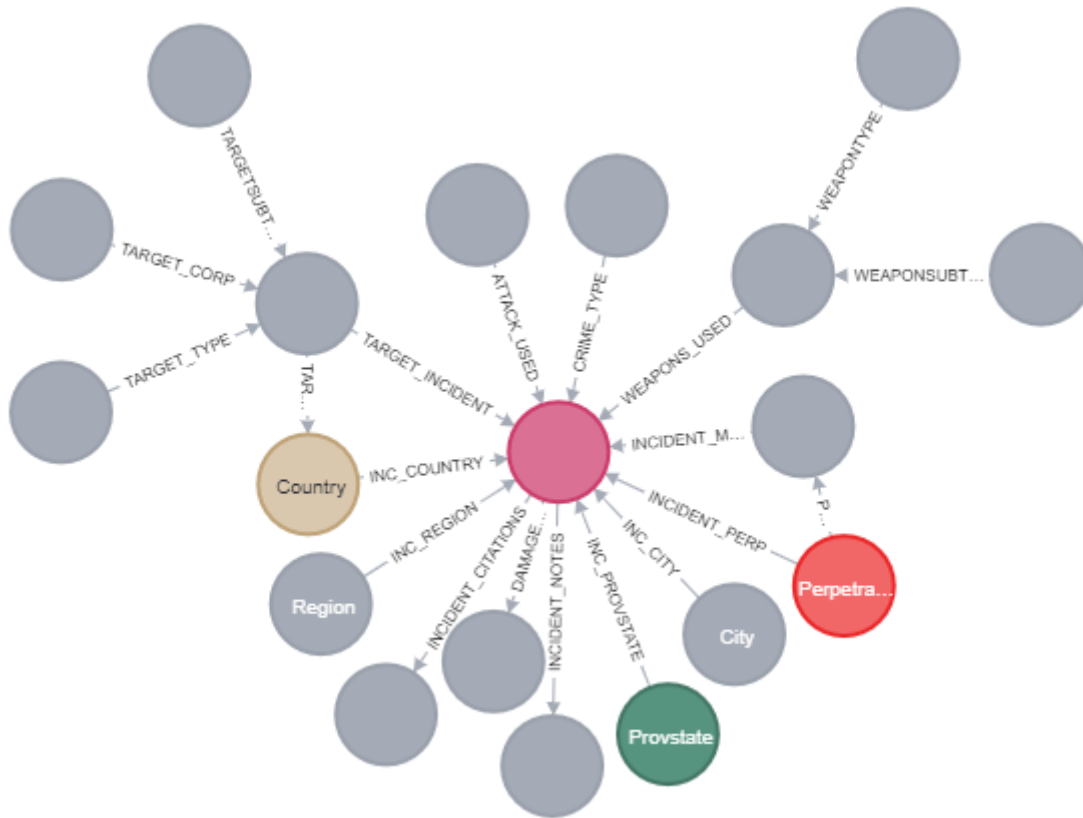 TARGETSUBT...
WEAPONTYPE
TARGET_CORP
ATTACK_USED
CRIME_TYPE
WEAPONSUBT...
TARGET_TYPE
TARGET_INCIDENT
WEAPONS_USED
TAR...
INCIDENT_M...
INC_COUNTRY
Country
INC_REGION
INCIDENT_CITATIONS
DAMAGE...
INCIDENT_NOTES
INC_PROVSTATE
INC_CITY
INCIDENT_PERP
P...
Perpetra...
Region
City
Provstate